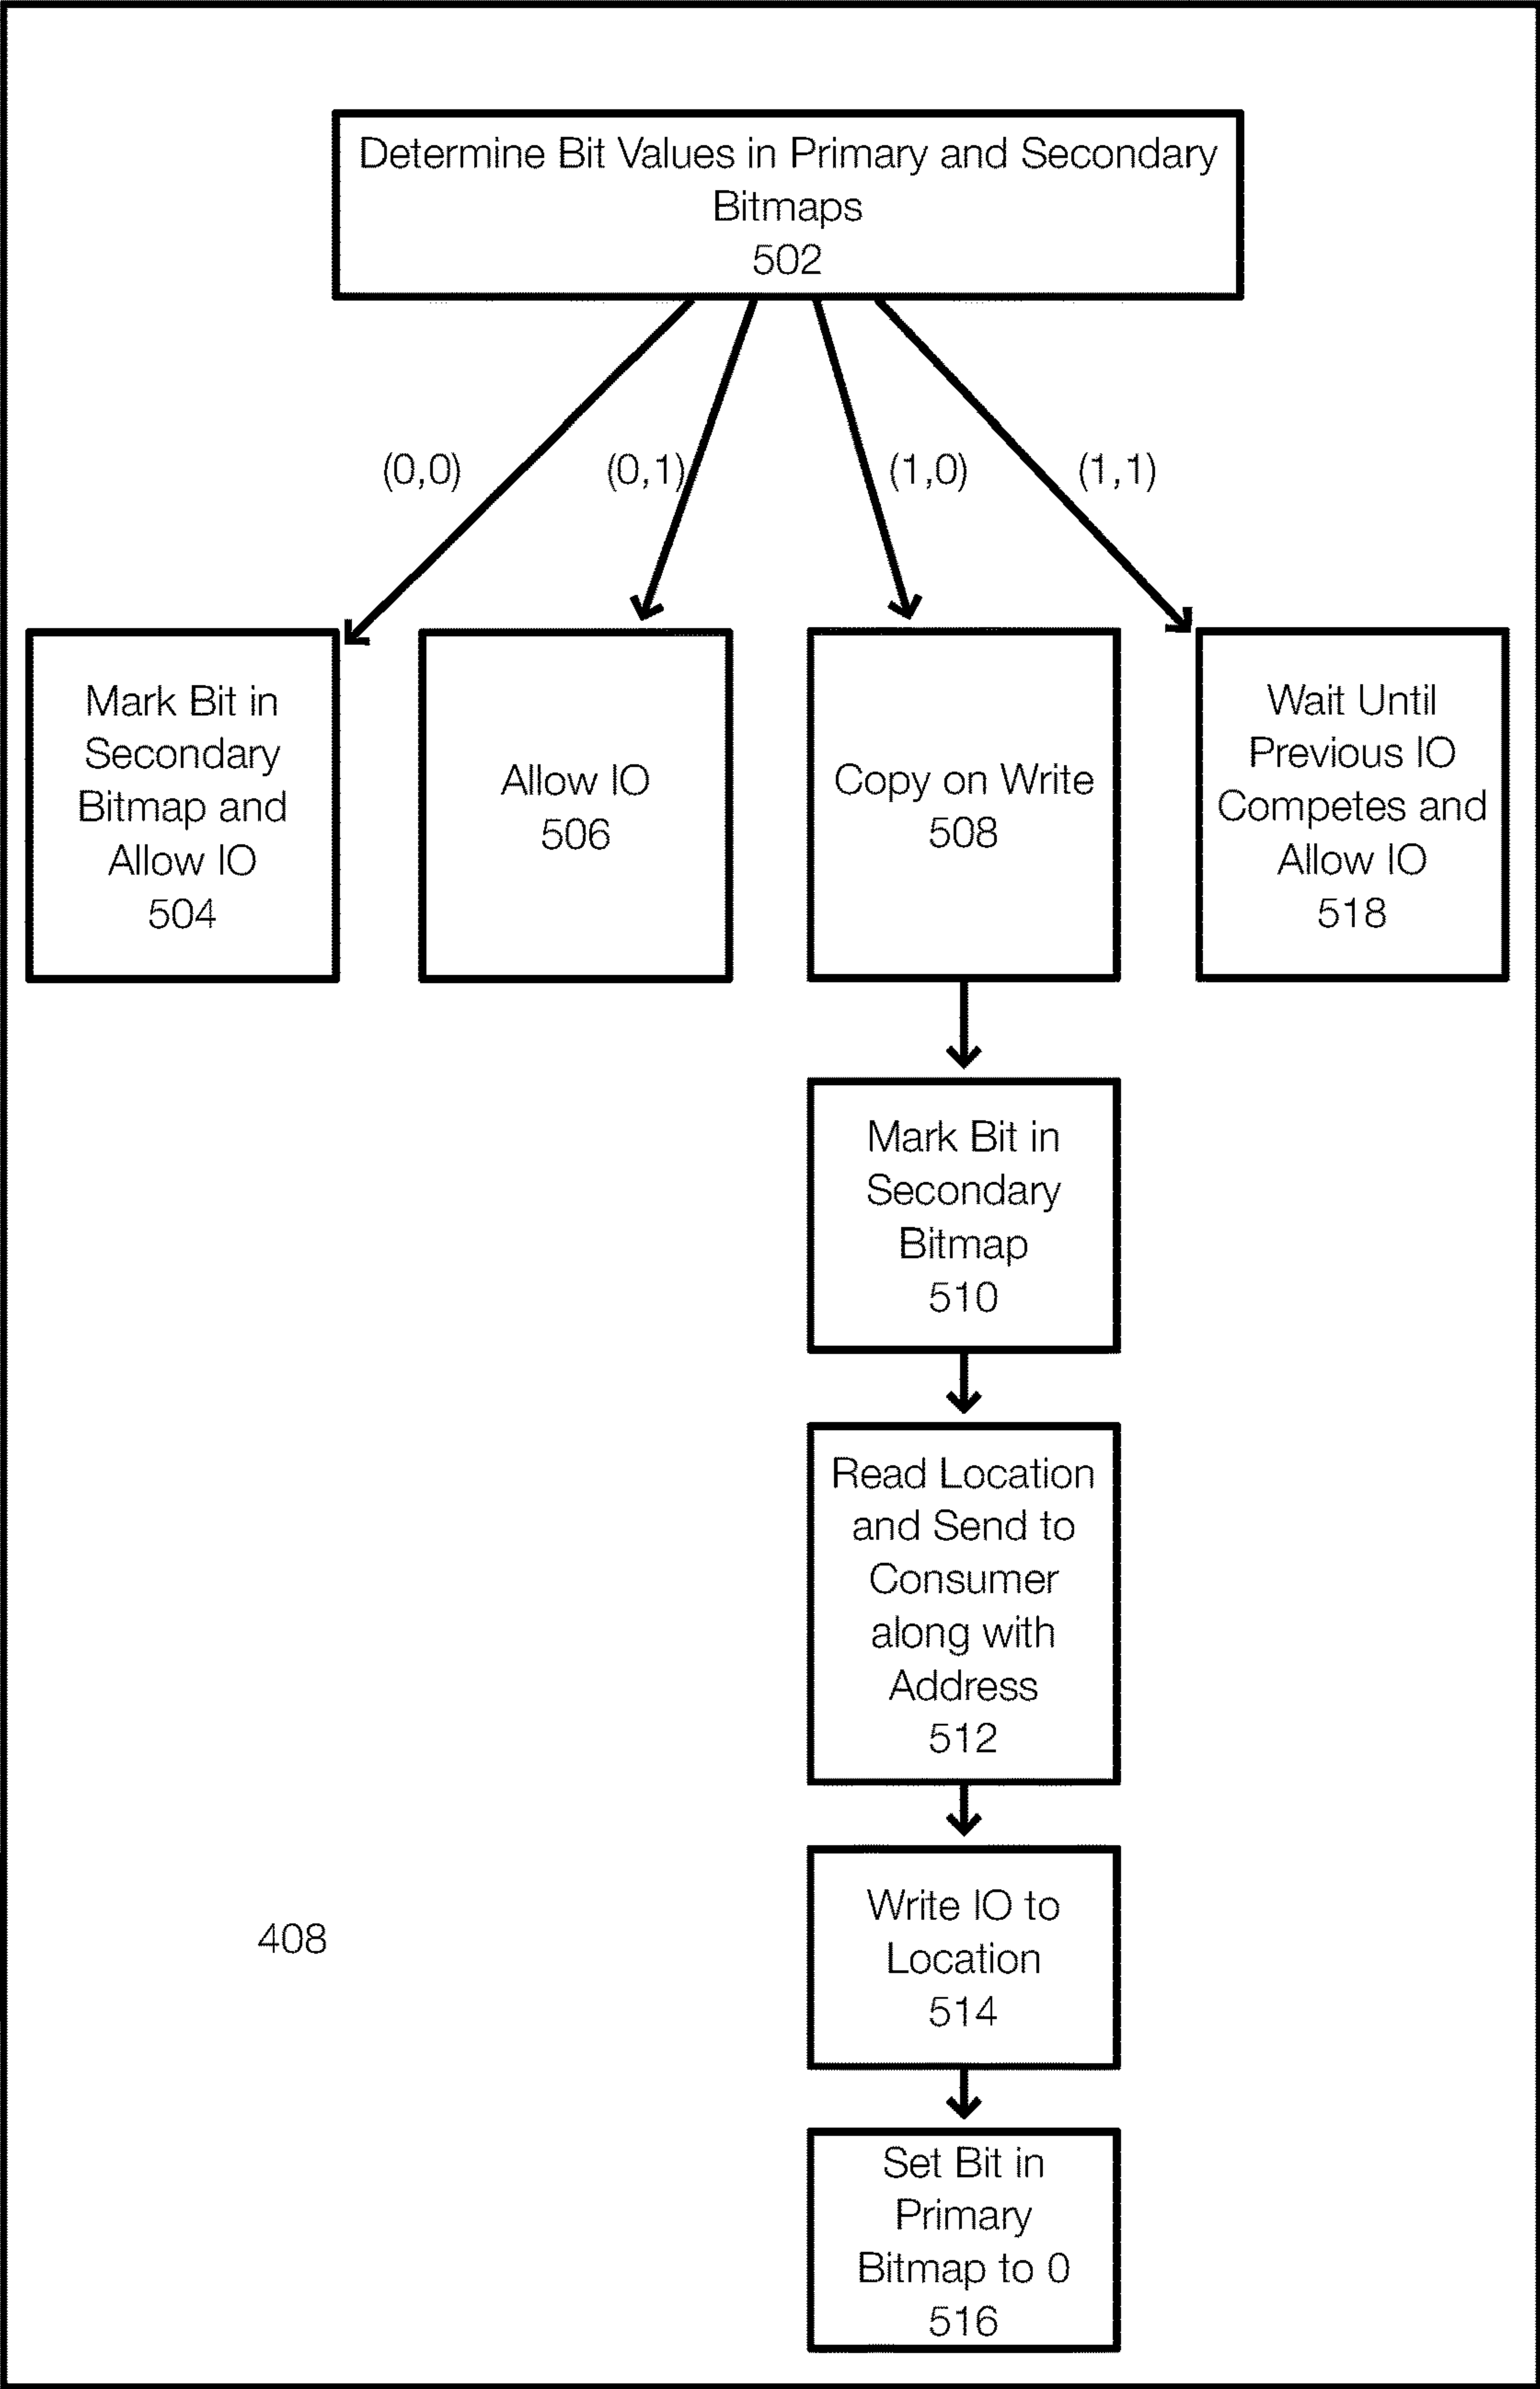 Determine Bit Values in Primary and Secondary
Bitmaps
502
(0,0)
(0,1)
(1,0)
(1,1)
Mark Bit in
Secondary
Bitmap and
Allow IO
504
Allow IO
506
Copy on Write
508
Wait Until
Previous IO
Competes and
Allow IO
518
Mark Bit in
Secondary
Bitmap
510
Read Location
and Send to
Consumer
along with
Address
512
Write IO to
Location
514
408
Set Bit in
Primary
Bitmap to 0
516